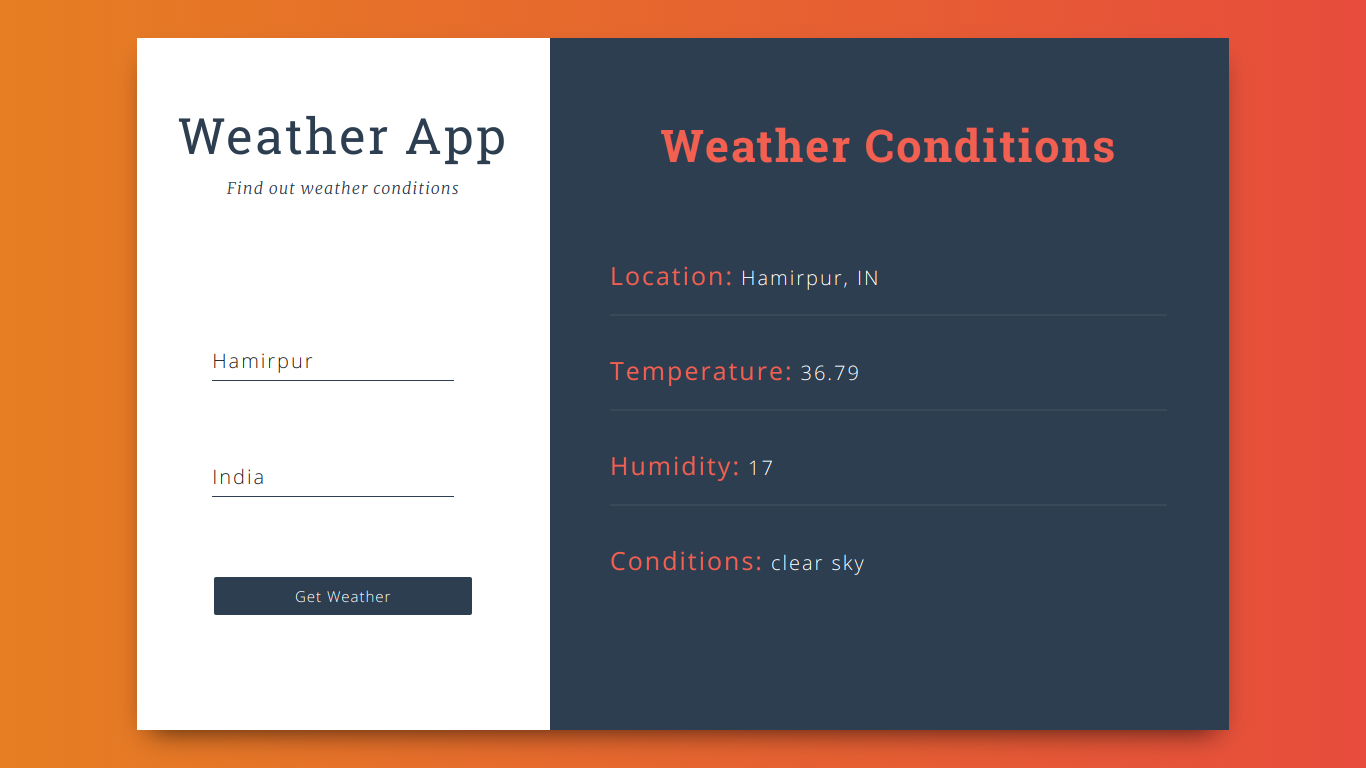 Weather App
Find out weather conditions
Hamirpur
India
Get Weather
Weather Conditions
Location: Hamirpur, IN
Temperature: 36.79
Humidity: 17
Conditions: clear sky